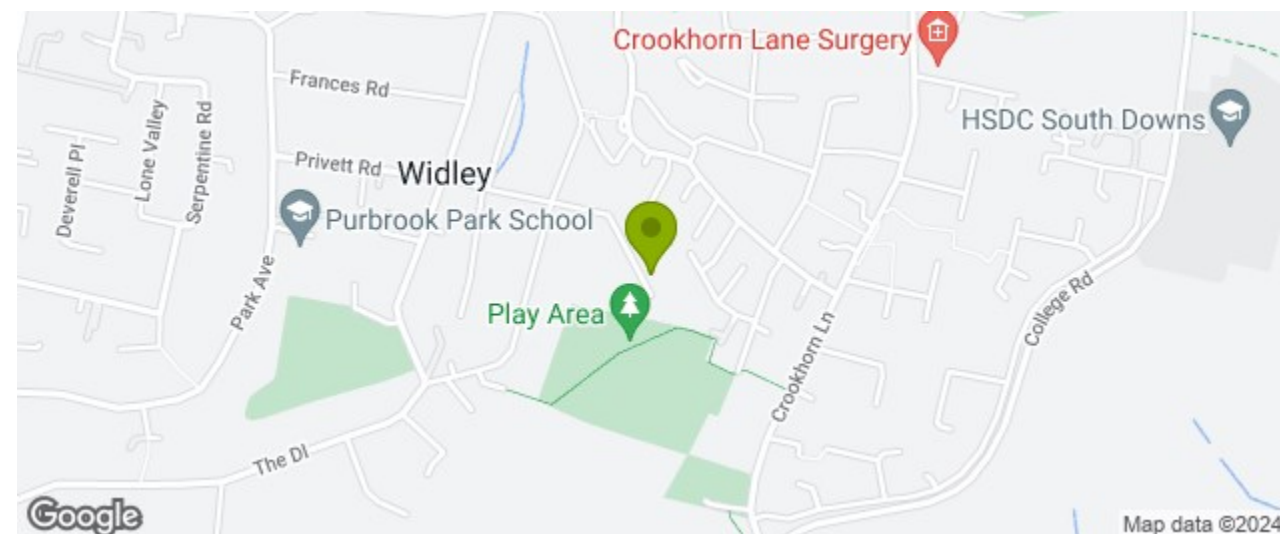 Crookhorn Lane Surgery
Frances Rd
HSDC South Downs
Lone Valley
Serpentine Rd
Deverell Pl
Privett Rd
Widley
Purbrook Park School
Park Ave
Play Area
College Rd
Crookhorn Ln
The Dl
Google
Map data ©2024